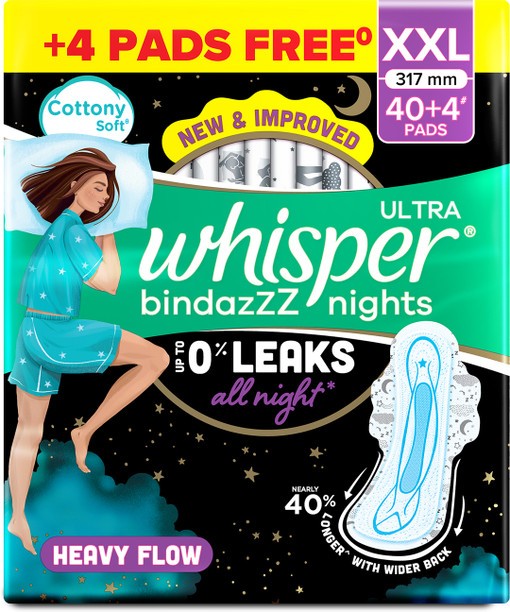 +4 PADS FREE⁰
XXL
317 mm
40+4#
PADS
Cottony
Soft*
NEW & IMPROVED
ULTRA
whisper®
bindazZZ nights
UP TO 0% LEAKS
all night*
NEARLY
40%
LONGER^ WITH WIDER BACK
HEAVY FLOW